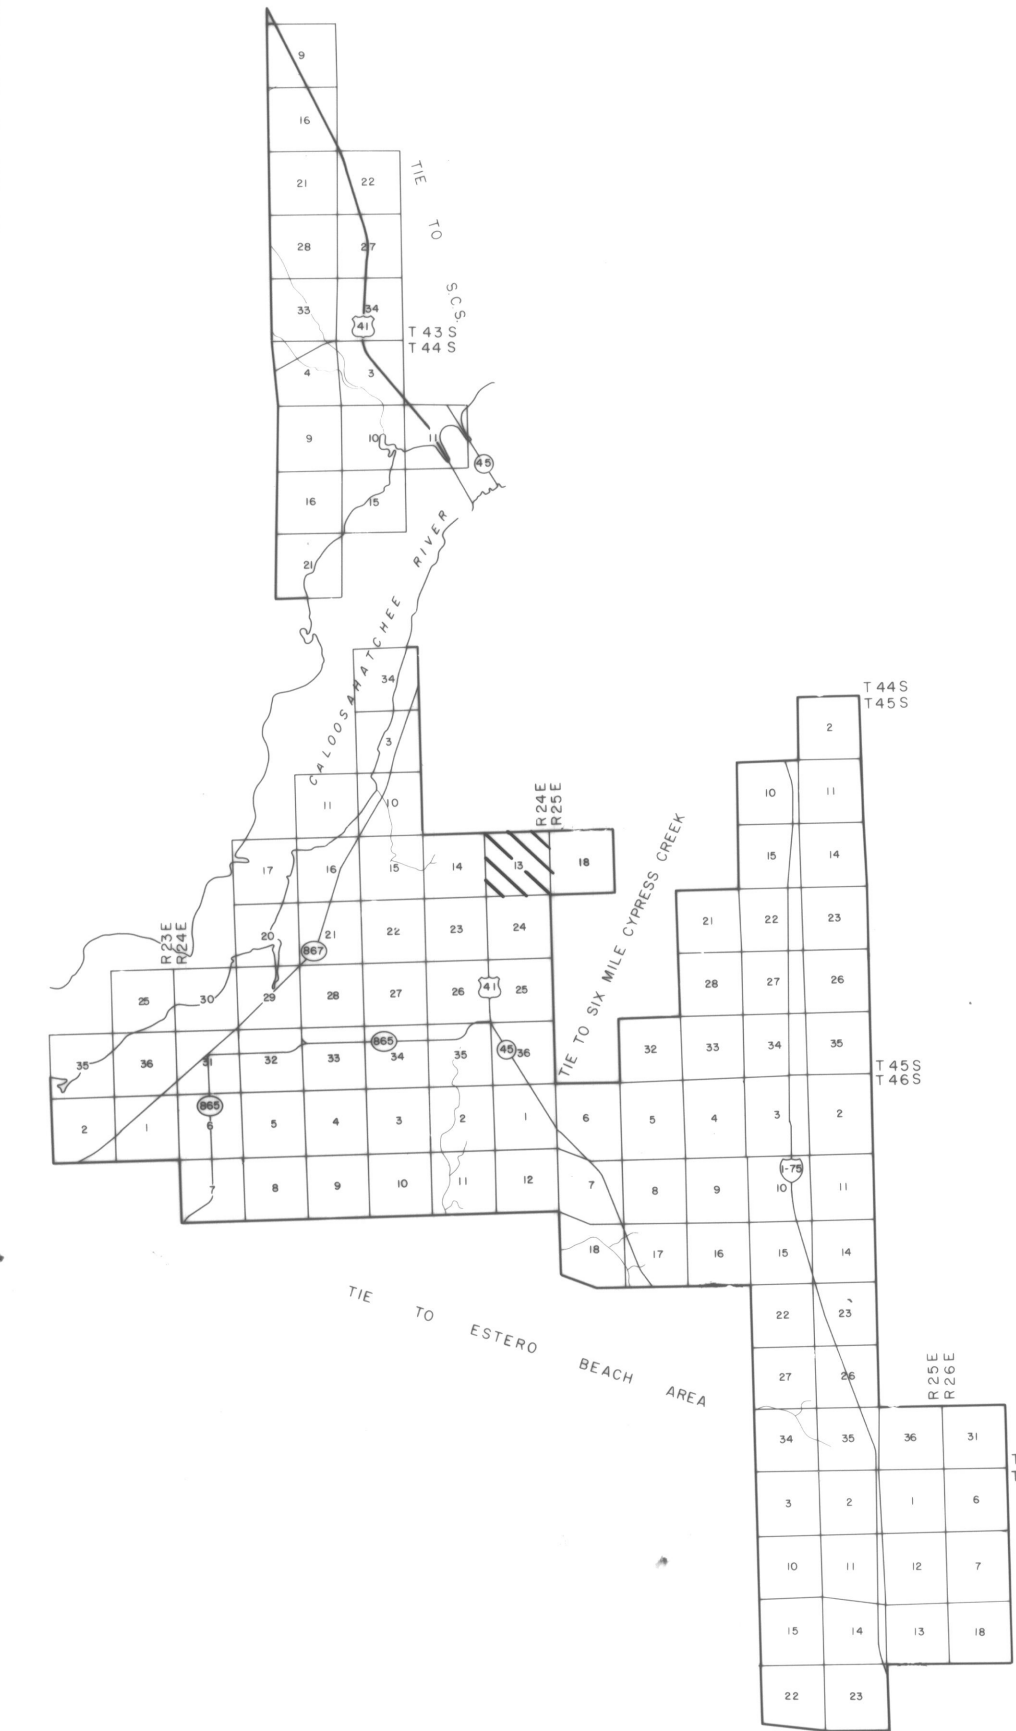 9
16
21 22
TIE TO S.C.S.
28 27
33 34
41
T 43 S
T 44 S
4 3
9 10 11
45
16 15
21
CALOOSAHATCHEE RIVER
34
3
11 10
R24E
R25E
17 16 15 14 13 18
20 21 22 23 24
867
R23E
R24E
25 30 29 28 27 26 25
41
35 36 31 32 33 34 35 36
865
45
TIE TO SIX MILE CYPRESS CREEK
865
2 1 6 5 4 3 2 1
7 8 9 10 11 12
T 44 S
T 45 S
2
10 11
15 14
21 22 23
28 27 26
32 33 34 35
T 45 S
T 46 S
6 5 4 3 2
I-75
7 8 9 10 11
18 17 16 15 14
TIE TO ESTERO BEACH AREA
22 23
27 26
R25E
R26E
34 35 36 31
T
T
3 2 1 6
10 11 12 7
15 14 13 18
22 23